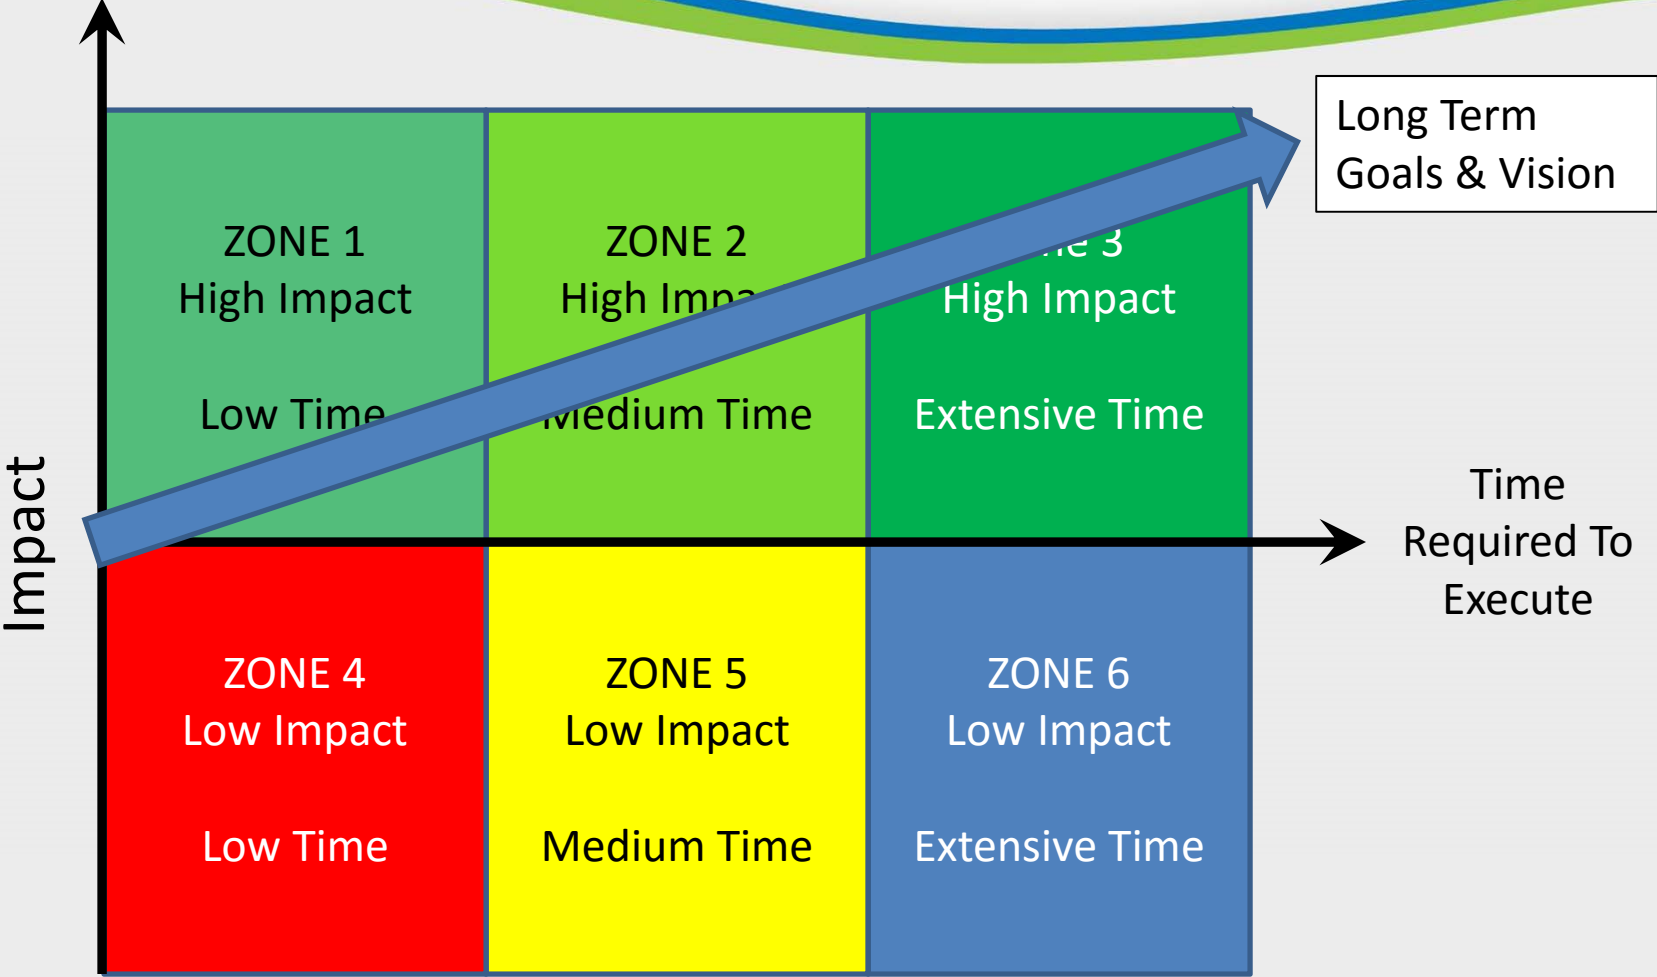 Long Term
Goals & Vision
ZONE 1
High Impact
Low Time
ZONE 2
High
Medium Time
3
High Impact
Extensive Time
Impact
Time
Required To
Execute
ZONE 4
Low Impact
Low Time
ZONE 5
Low Impact
Medium Time
ZONE 6
Low Impact
Extensive Time